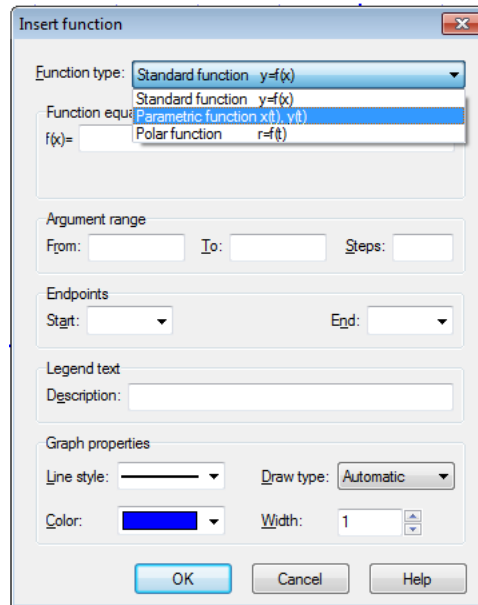 Insert function
Function type: Standard function y=f(x)
Standard function y=f(x)
Parametric function x(t), y(t)
Polar function r=f(t)
Function equa
f(x)=
Argument range
From: To: Steps:
Endpoints
Start: End:
Legend text
Description:
Graph properties
Line style: Draw type: Automatic
Color: Width: 1
OK Cancel Help